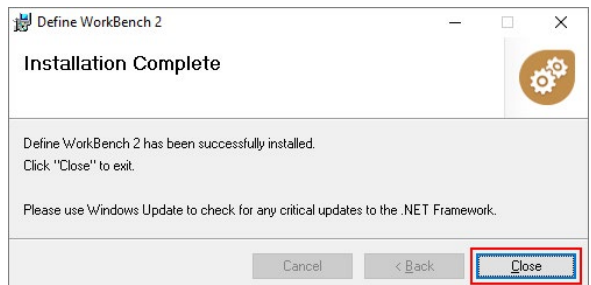 Define WorkBench 2
Installation Complete
Define WorkBench 2 has been successfully installed.
Click "Close" to exit.
Please use Windows Update to check for any critical updates to the .NET Framework.
Cancel
< Back
Close